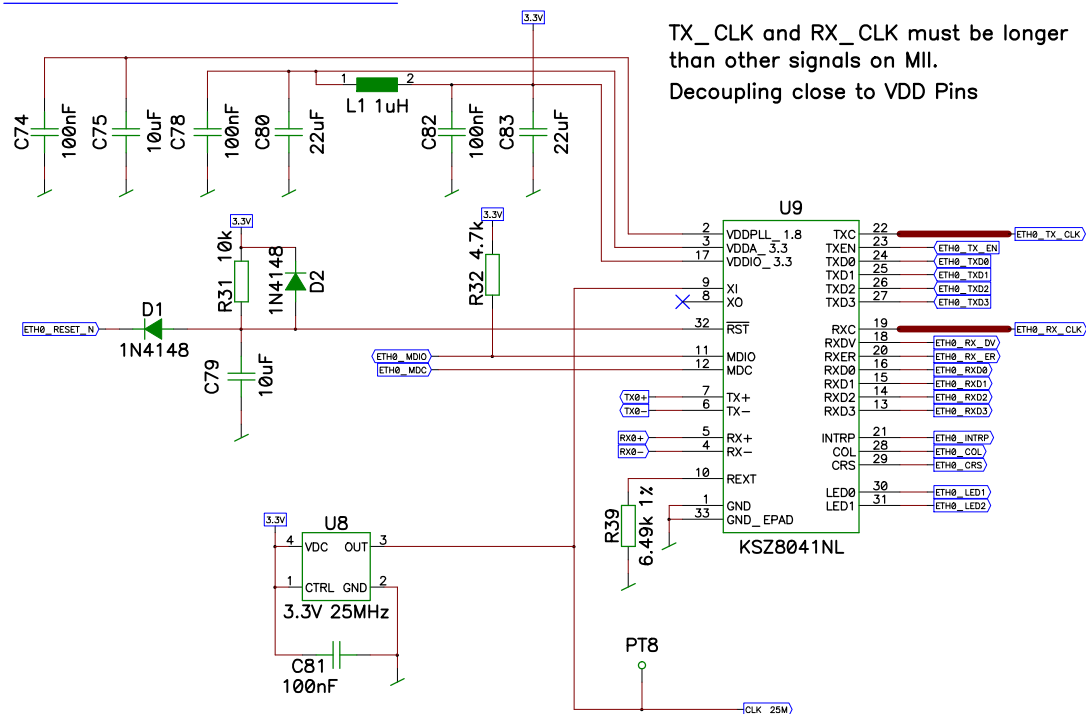 3.3V
TX_CLK and RX_CLK must be longer
than other signals on MII.
Decoupling close to VDD Pins
1 2
L1 1uH
C74 100nF
C75 10uF
C78 100nF
C80 22uF
C82 100nF
C83 22uF
3.3V
R31 10k
1N4148 D2
D1
1N4148
ETH0_RESET_N
C79 10uF
3.3V
R32 4.7k
ETH0_MDIO
ETH0_MDC
TX0+
TX0-
RX0+
RX0-
R39 6.49k 1%
U9
2 VDDPLL_1.8
3 VDDA_3.3
17 VDDIO_3.3
9 XI
8 XO
32 RST
11 MDIO
12 MDC
7 TX+
6 TX-
5 RX+
4 RX-
10 REXT
1 GND
33 GND_EPAD
TXC 22 ETH0_TX_CLK
TXEN 23 ETH0_TX_EN
TXD0 24 ETH0_TXD0
TXD1 25 ETH0_TXD1
TXD2 26 ETH0_TXD2
TXD3 27 ETH0_TXD3
RXC 19 ETH0_RX_CLK
RXDV 18 ETH0_RX_DV
RXER 20 ETH0_RX_ER
RXD0 16 ETH0_RXD0
RXD1 15 ETH0_RXD1
RXD2 14 ETH0_RXD2
RXD3 13 ETH0_RXD3
INTRP 21 ETH0_INTRP
COL 28 ETH0_COL
CRS 29 ETH0_CRS
LED0 30 ETH0_LED1
LED1 31 ETH0_LED2
KSZ8041NL
3.3V
U8
4 VDC OUT 3
1 CTRL GND 2
3.3V 25MHz
C81
100nF
PT8
CLK_25M